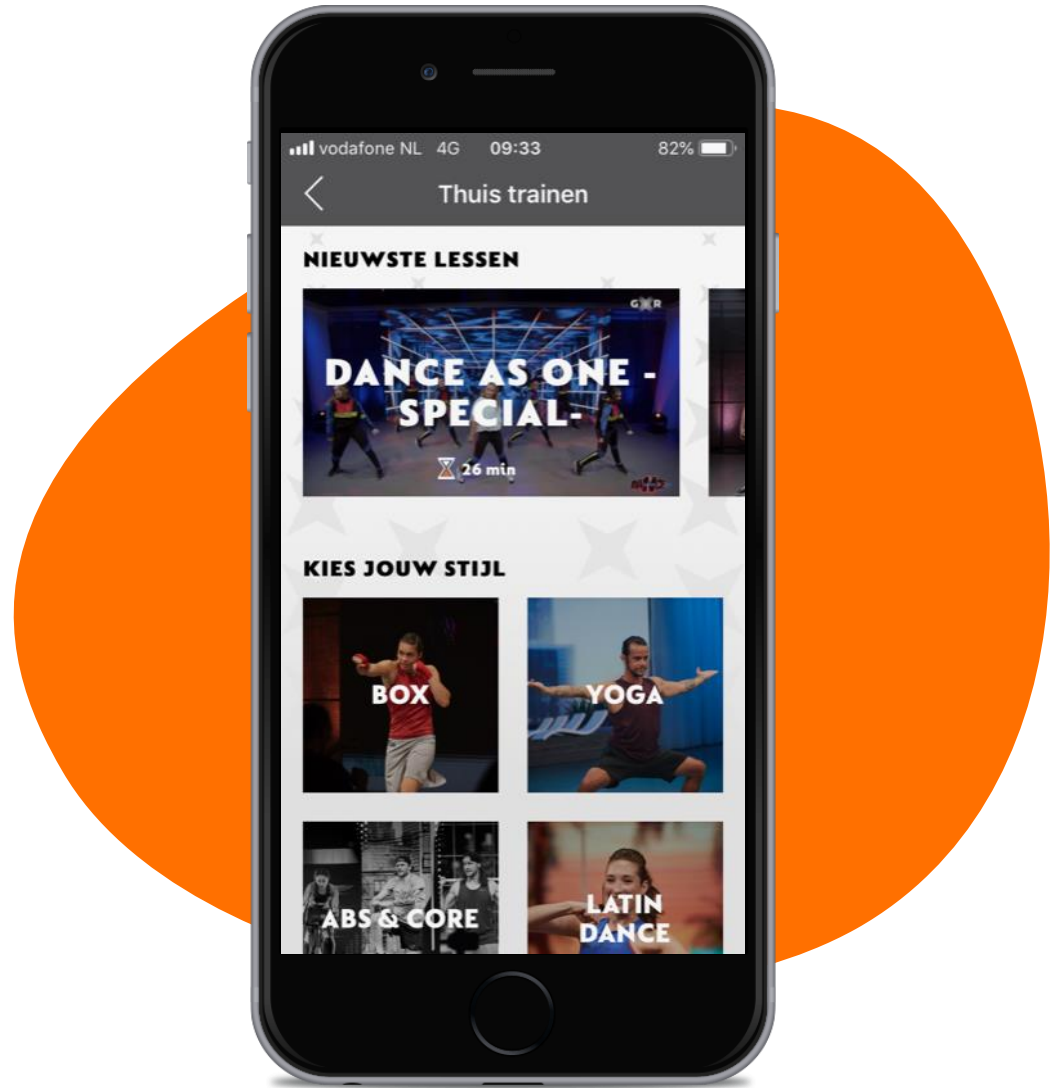 vodafone NL 4G 09:33 82%
Thuis trainen
NIEUWSTE LESSEN
GXR
DANCE AS ONE -
SPECIAL-
26 min
KIES JOUW STIJL
BOX
YOGA
ABS & CORE
LATIN
DANCE